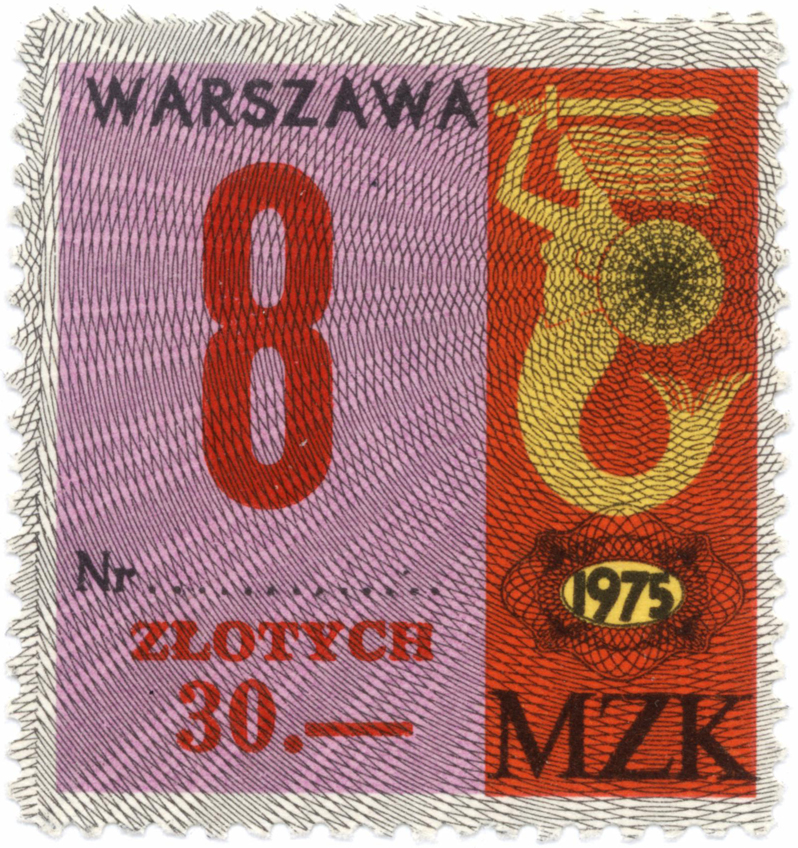 WARSZAWA
8
Nr..............
ZŁOTYCH
30.—
1975
MZK